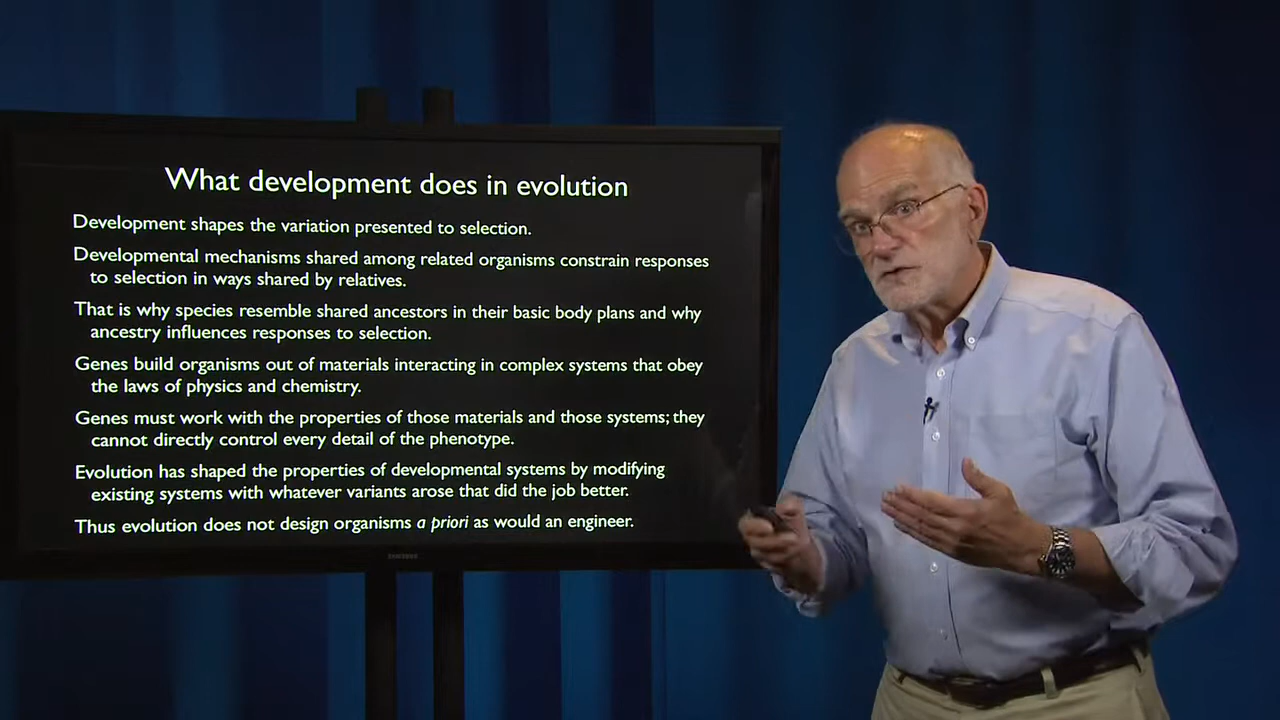 What development does in evolution
Development shapes the variation presented to selection.
Developmental mechanisms shared among related organisms constrain responses
to selection in ways shared by relatives.
That is why species resemble shared ancestors in their basic body plans and why
ancestry influences responses to selection.
Genes build organisms out of materials interacting in complex systems that obey
the laws of physics and chemistry.
Genes must work with the properties of those materials and those systems; they
cannot directly control every detail of the phenotype.
Evolution has shaped the properties of developmental systems by modifying
existing systems with whatever variants arose that did the job better.
Thus evolution does not design organisms a priori as would an engineer.
SAMSUNG